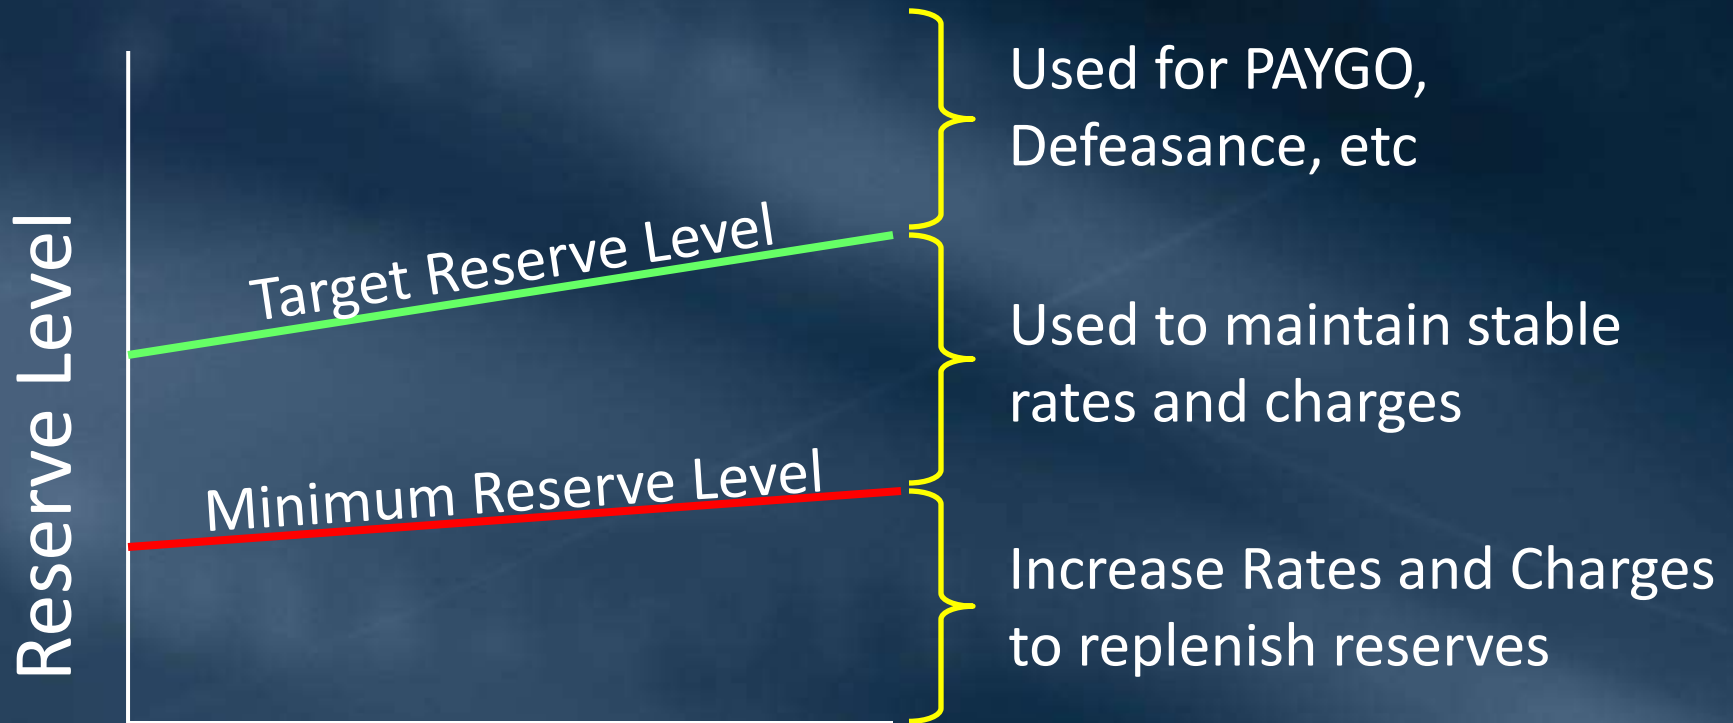 Reserve Level
Target Reserve Level
Minimum Reserve Level
Used for PAYGO,
Defeasance, etc
Used to maintain stable
rates and charges
Increase Rates and Charges
to replenish reserves